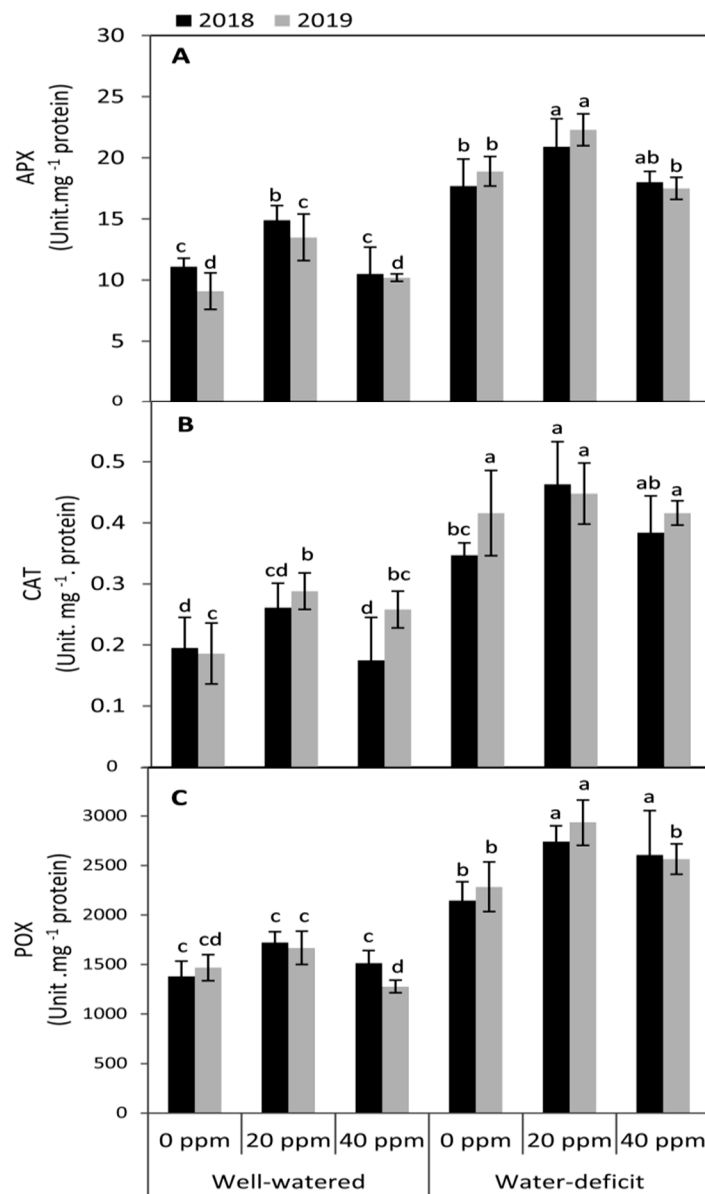 2018 2019
A
APX
(Unit.mg -1 protein)
30
25
20
15
10
5
0
c d b c c d b b a a ab b
B
CAT
(Unit. mg -1. protein)
0.5
0.4
0.3
0.2
0.1
0
d c cd b d bc bc a a a ab a
C
POX
(Unit .mg -1 protein)
3000
2500
2000
1500
1000
500
0
c cd c c c d b b a a a b
0 ppm 20 ppm 40 ppm 0 ppm 20 ppm 40 ppm
Well-watered Water-deficit